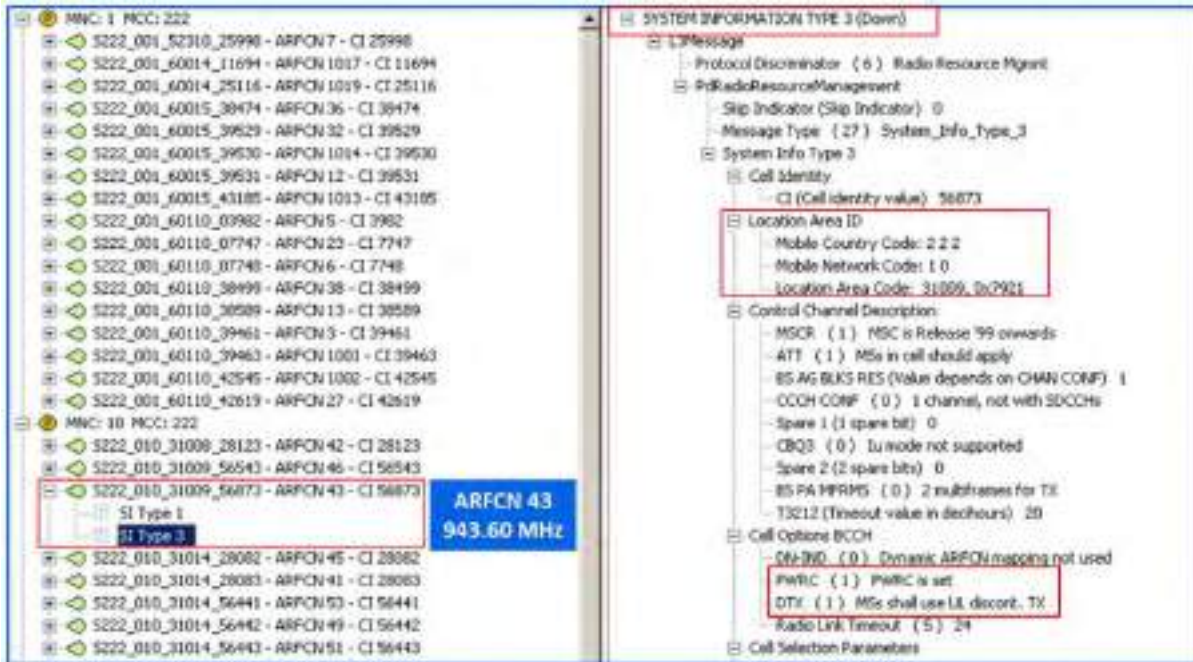 MNC: 1 MCC: 222
S222_001_52310_25998 - ARFCN 7 - CI 25998
S222_001_60014_11694 - ARFCN 1017 - CI 11694
S222_001_60014_25116 - ARFCN 1019 - CI 25116
S222_001_60015_38474 - ARFCN 36 - CI 38474
S222_001_60015_39529 - ARFCN 32 - CI 39529
S222_001_60015_39530 - ARFCN 1014 - CI 39530
S222_001_60015_39531 - ARFCN 12 - CI 39531
S222_001_60015_43185 - ARFCN 1013 - CI 43185
S222_001_60110_03982 - ARFCN 5 - CI 3982
S222_001_60110_07747 - ARFCN 23 - CI 7747
S222_001_60110_07748 - ARFCN 6 - CI 7748
S222_001_60110_38499 - ARFCN 38 - CI 38499
S222_001_60110_38589 - ARFCN 13 - CI 38589
S222_001_60110_39461 - ARFCN 3 - CI 39461
S222_001_60110_39463 - ARFCN 1001 - CI 39463
S222_001_60110_42545 - ARFCN 1002 - CI 42545
S222_001_60110_42619 - ARFCN 27 - CI 42619
MNC: 10 MCC: 222
S222_010_31008_28123 - ARFCN 42 - CI 28123
S222_010_31009_56543 - ARFCN 46 - CI 56543
S222_010_31009_56873 - ARFCN 43 - CI 56873
SI Type 1
SI Type 3
S222_010_31014_28082 - ARFCN 45 - CI 28082
S222_010_31014_28083 - ARFCN 41 - CI 28083
S222_010_31014_56441 - ARFCN 53 - CI 56441
S222_010_31014_56442 - ARFCN 49 - CI 56442
S222_010_31014_56443 - ARFCN 51 - CI 56443
ARFCN 43
943.60 MHz
SYSTEM INFORMATION TYPE 3 (Down)
L3Message
Protocol Discriminator ( 6 ) Radio Resource Mgmnt
PdRadioResourceManagement
Skip Indicator (Skip Indicator) 0
Message Type ( 27 ) System_Info_Type_3
System Info Type 3
Cell Identity
CI (Cell identity value) 56873
Location Area ID
Mobile Country Code: 2 2 2
Mobile Network Code: 1 0
Location Area Code: 31009, 0x7921
Control Channel Description
MSCR ( 1 ) MSC is Release '99 onwards
ATT ( 1 ) MSs in cell should apply
BS AG BLKS RES (Value depends on CHAN CONF) 1
CCCH CONF ( 0 ) 1 channel, not with SDCCHs
Spare 1 (1 spare bit) 0
CBQ3 ( 0 ) Iu mode not supported
Spare 2 (2 spare bits) 0
BS PA MFRMS ( 0 ) 2 multiframes for TX
T3212 (Timeout value in decihours) 20
Cell Options BCCH
DN-IND ( 0 ) Dynamic ARFCN mapping not used
PWRC ( 1 ) PWRC is set
DTX ( 1 ) MSs shall use UL discont. TX
Radio Link Timeout ( 5 ) 24
Cell Selection Parameters